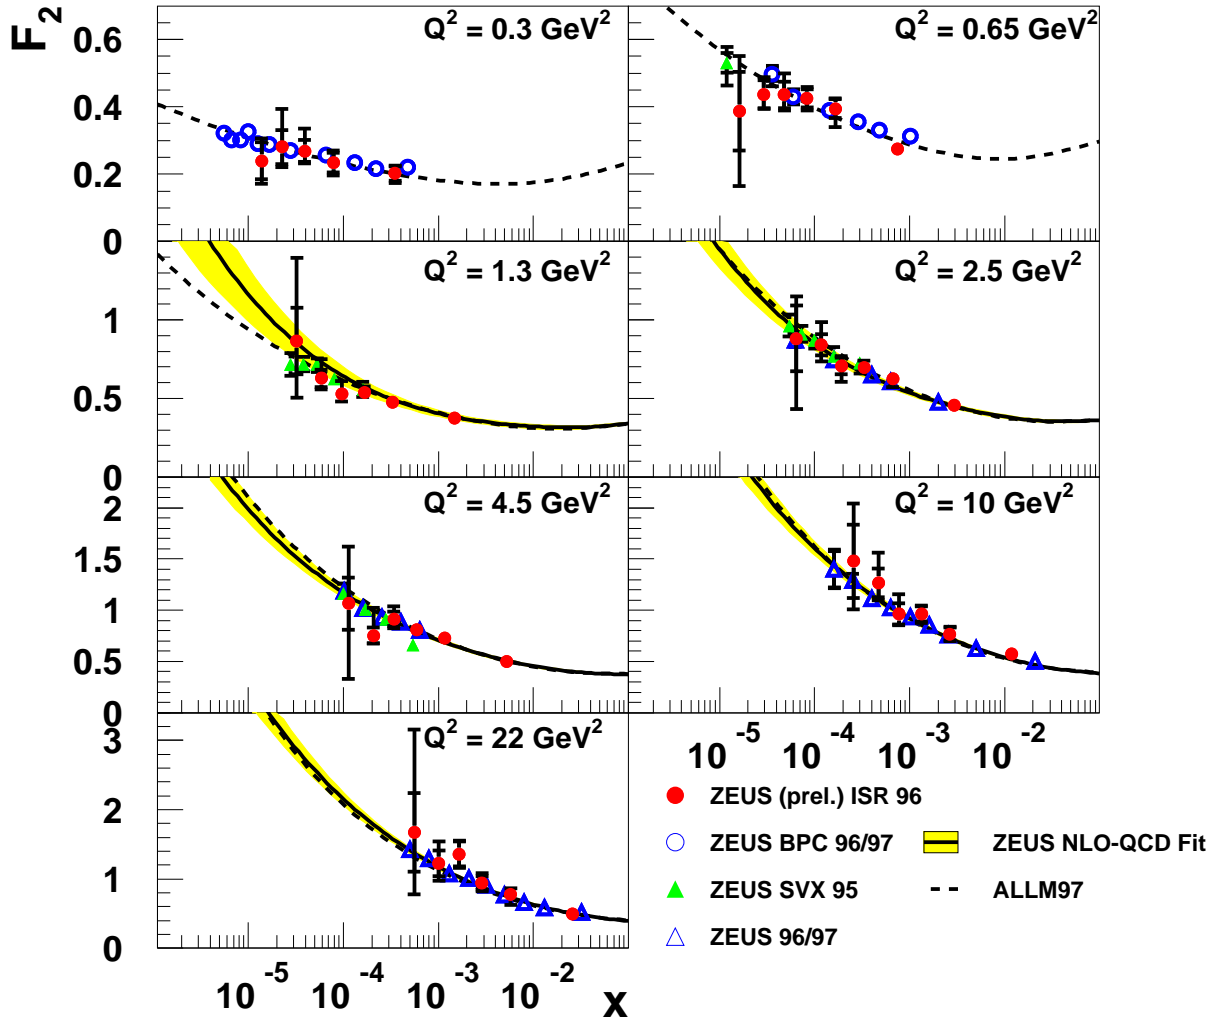 F2
Q2 = 0.3 GeV2
Q2 = 0.65 GeV2
0.6
0.4
0.2
0
Q2 = 1.3 GeV2
Q2 = 2.5 GeV2
1
0.5
0
Q2 = 4.5 GeV2
Q2 = 10 GeV2
2
1.5
1
0.5
0
Q2 = 22 GeV2
3
2
1
0
10-5 10-4 10-3 10-2
10-5 10-4 10-3 10-2
x
ZEUS (prel.) ISR 96
ZEUS BPC 96/97
ZEUS SVX 95
ZEUS 96/97
ZEUS NLO-QCD Fit
ALLM97